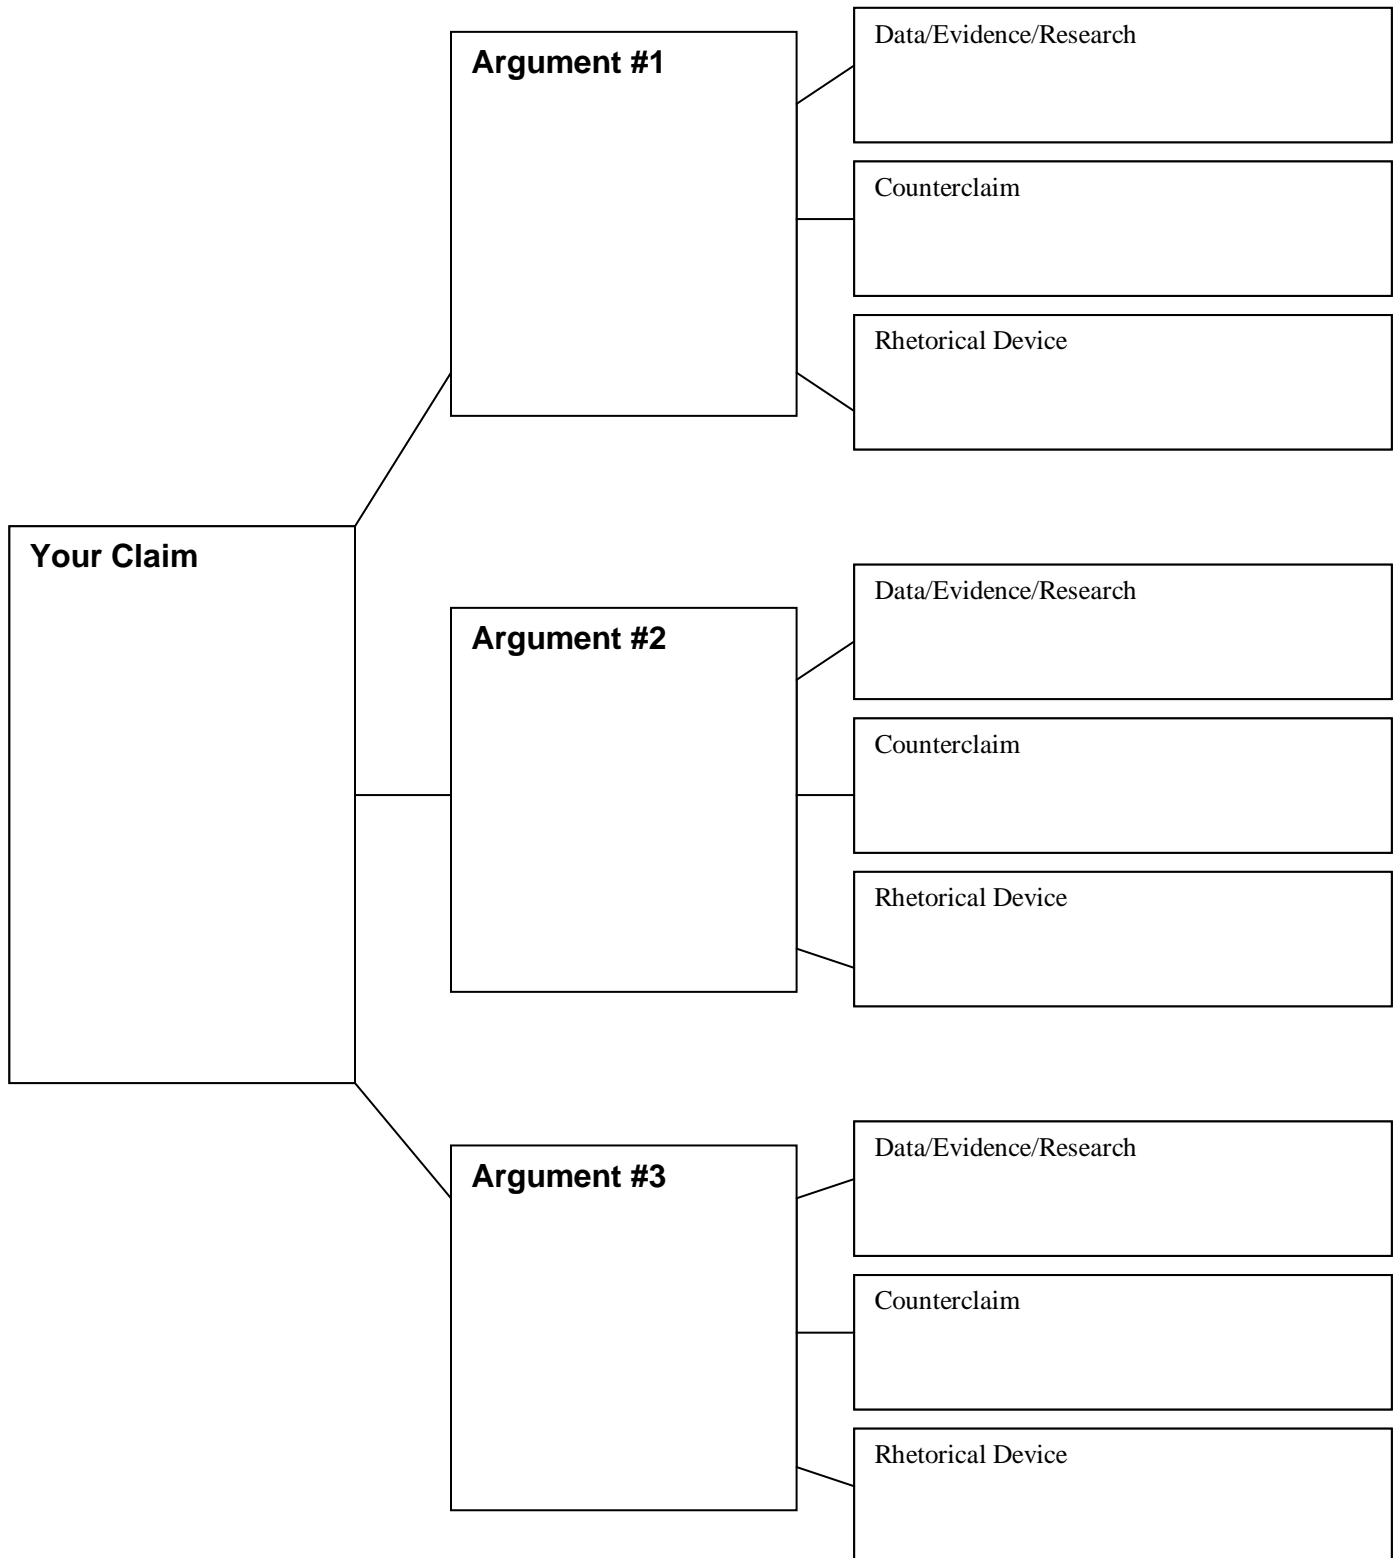 Your Claim
Argument #1
Data/Evidence/Research
Counterclaim
Rhetorical Device
Argument #2
Data/Evidence/Research
Counterclaim
Rhetorical Device
Argument #3
Data/Evidence/Research
Counterclaim
Rhetorical Device